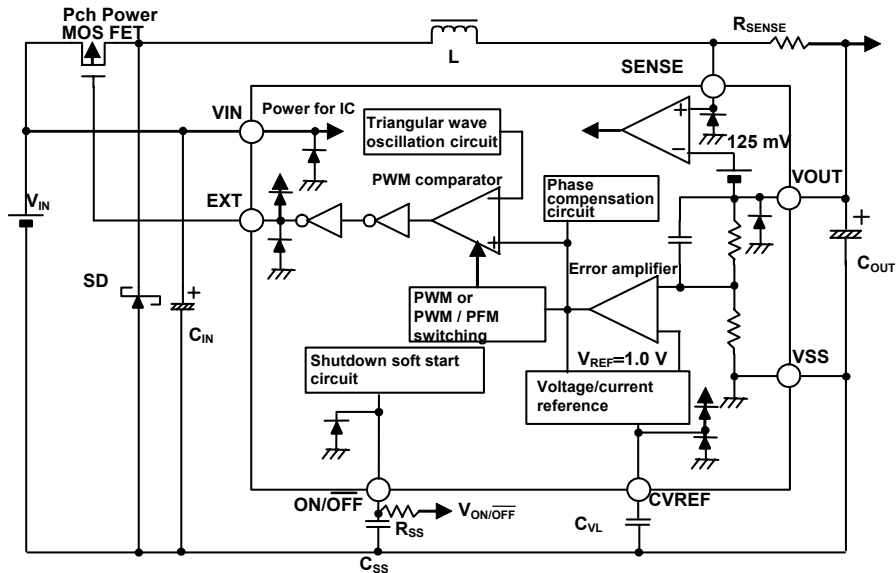 Pch Power
MOS FET
L
RSENSE
SENSE
VIN
Power for IC
Triangular wave
oscillation circuit
+
−
125 mV
VOUT
EXT
PWM comparator
Phase
compensation
circuit
−
+
VIN
+
COUT
SD
+
CIN
Error amplifier
−
+
PWM or
PWM / PFM
switching
VREF=1.0 V
VSS
Shutdown soft start
circuit
Voltage/current
reference
ON/OFF
CVREF
RSS
VON/OFF
CVL
CSS